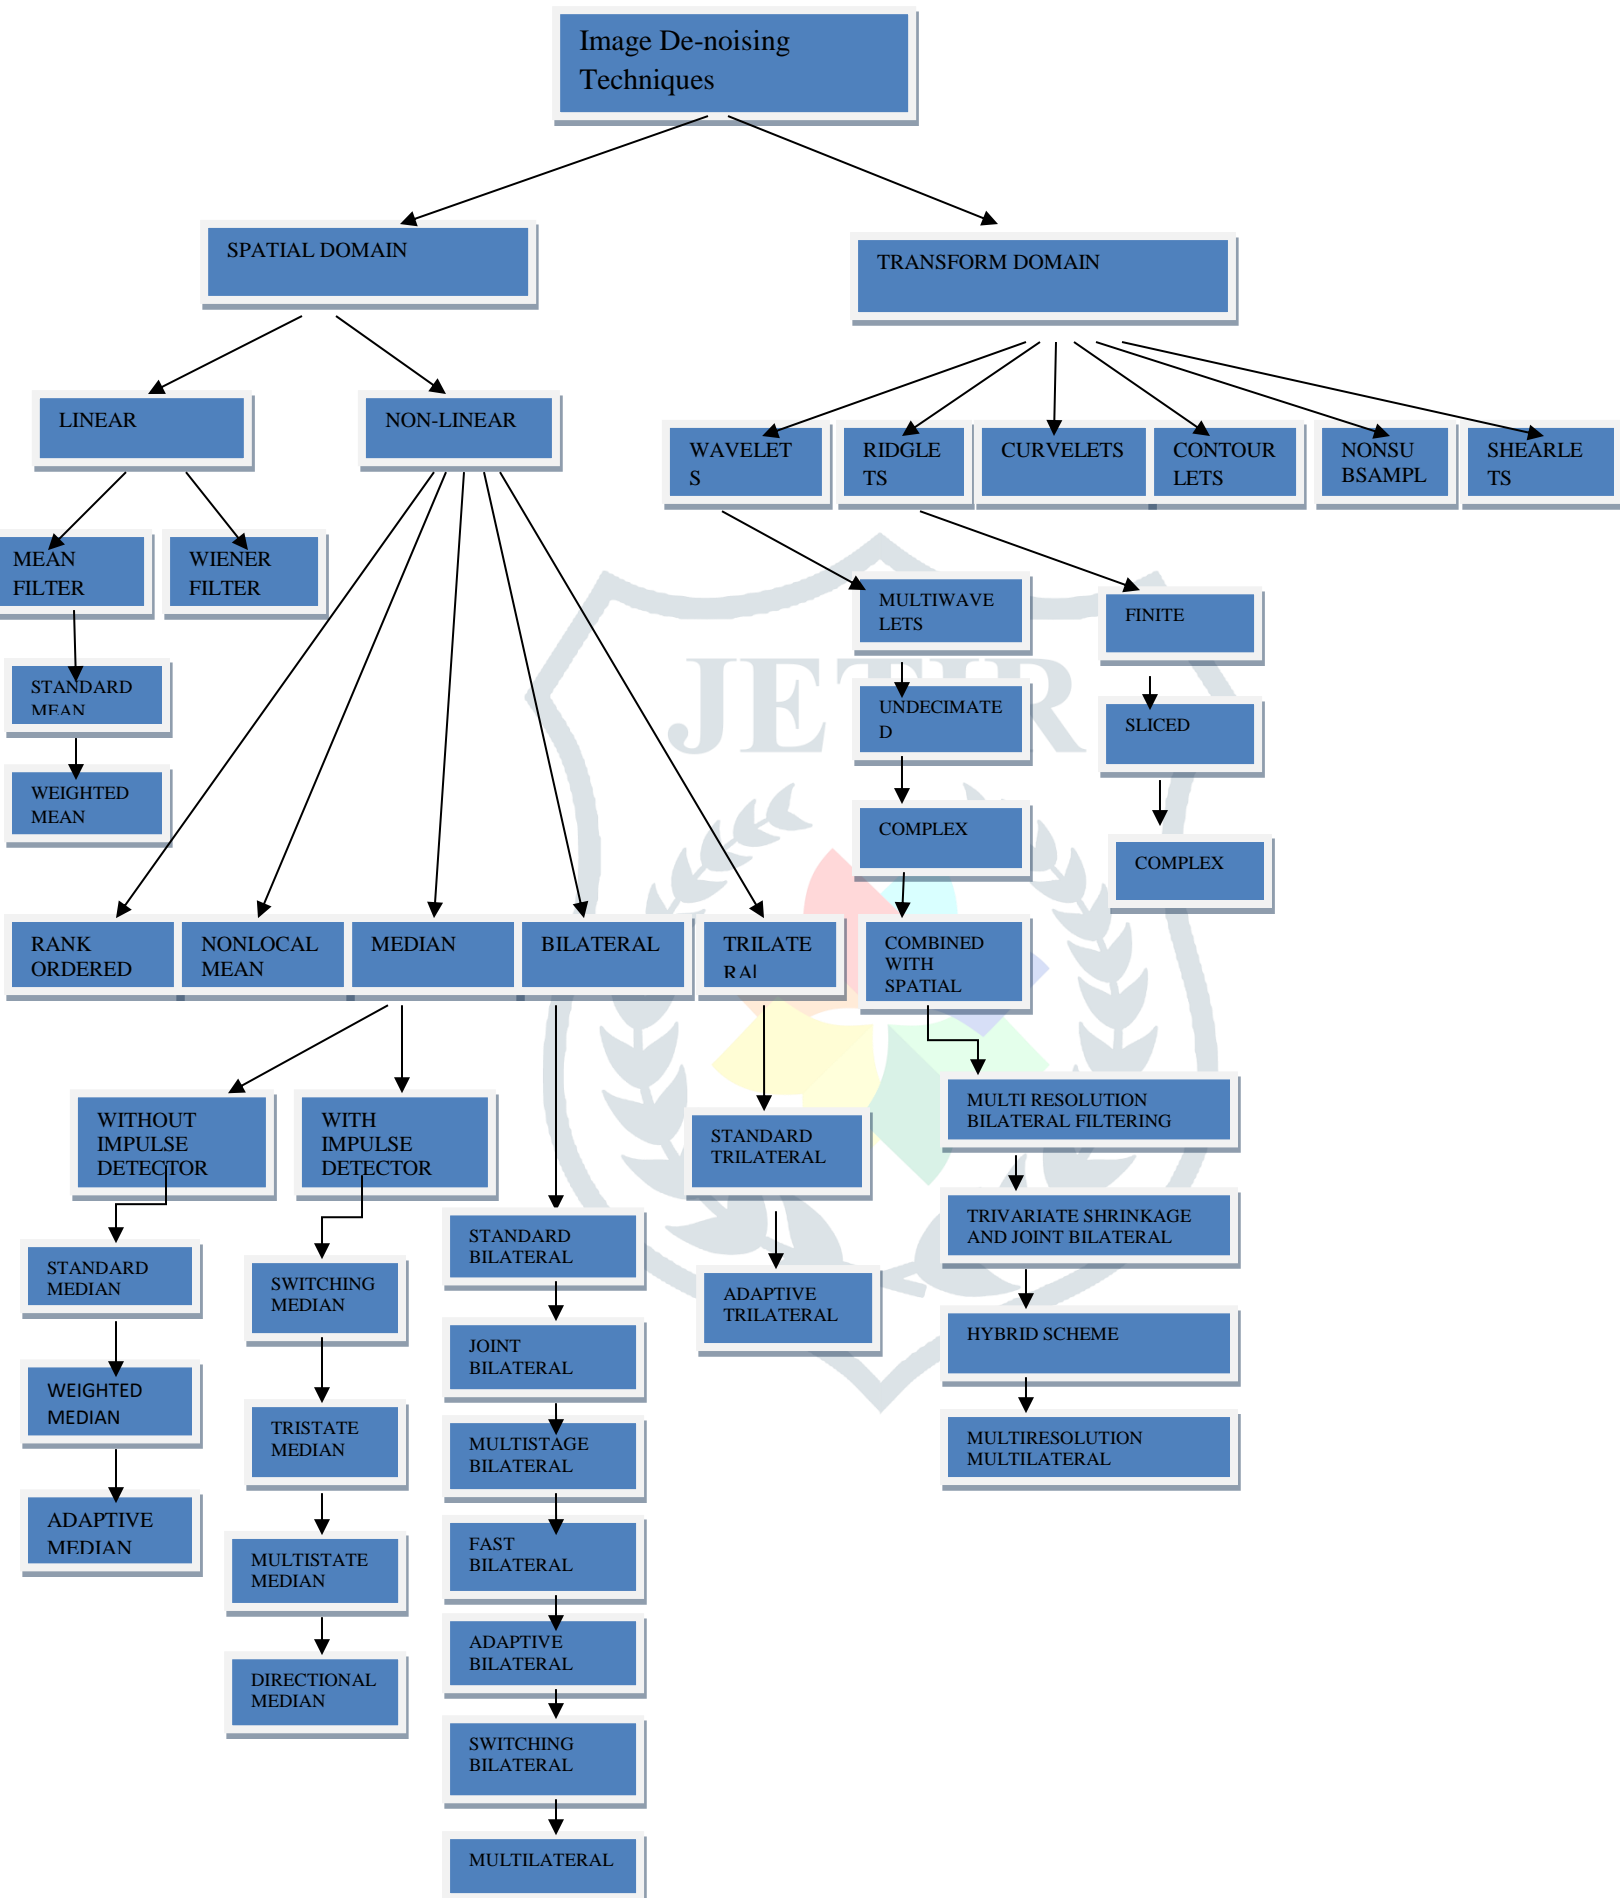 Image De-noising
Techniques
SPATIAL DOMAIN
TRANSFORM DOMAIN
LINEAR
NON-LINEAR
WAVELET
S
RIDGLE
TS
CURVELETS
CONTOUR
LETS
NONSU
BSAMPL
SHEARLE
TS
MEAN
FILTER
WIENER
FILTER
MULTIWAVE
LETS
FINITE
JETIR
STANDARD
MEAN
UNDECIMATE
D
SLICED
WEIGHTED
MEAN
COMPLEX
COMPLEX
RANK
ORDERED
NONLOCAL
MEAN
MEDIAN
BILATERAL
TRILATE
RAL
COMBINED
WITH
SPATIAL
WITHOUT
IMPULSE
DETECTOR
WITH
IMPULSE
DETECTOR
STANDARD
TRILATERAL
MULTI RESOLUTION
BILATERAL FILTERING
STANDARD
MEDIAN
SWITCHING
MEDIAN
STANDARD
BILATERAL
ADAPTIVE
TRILATERAL
TRIVARIATE SHRINKAGE
AND JOINT BILATERAL
WEIGHTED
MEDIAN
TRISTATE
MEDIAN
JOINT
BILATERAL
HYBRID SCHEME
ADAPTIVE
MEDIAN
MULTISTATE
MEDIAN
MULTISTAGE
BILATERAL
MULTIRESOLUTION
MULTILATERAL
DIRECTIONAL
MEDIAN
FAST
BILATERAL
ADAPTIVE
BILATERAL
SWITCHING
BILATERAL
MULTILATERAL